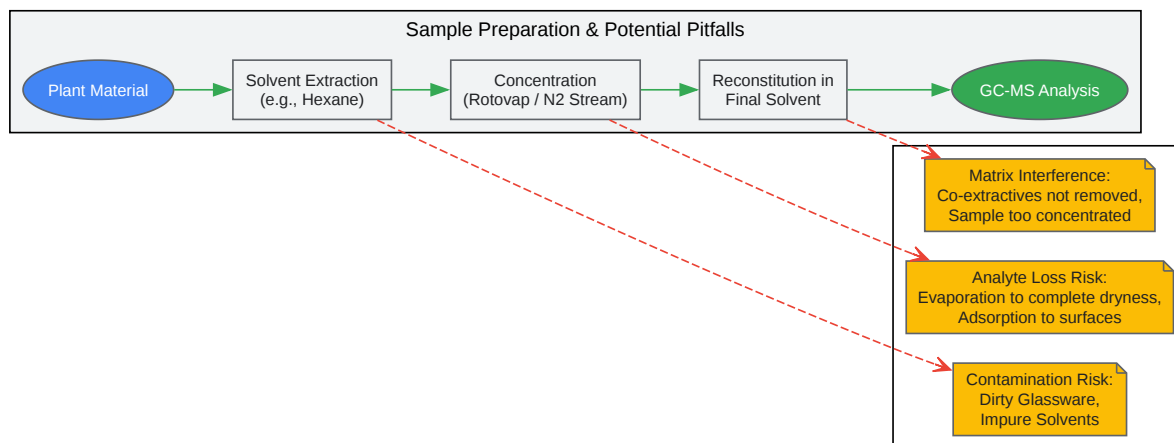 Sample Preparation & Potential Pitfalls
Plant Material
Solvent Extraction
(e.g., Hexane)
Concentration
(Rotovap / N2 Stream)
Reconstitution in
Final Solvent
GC-MS Analysis
Matrix Interference:
Co-extractives not removed,
Sample too concentrated
Analyte Loss Risk:
Evaporation to complete dryness,
Adsorption to surfaces
Contamination Risk:
Dirty Glassware,
Impure Solvents